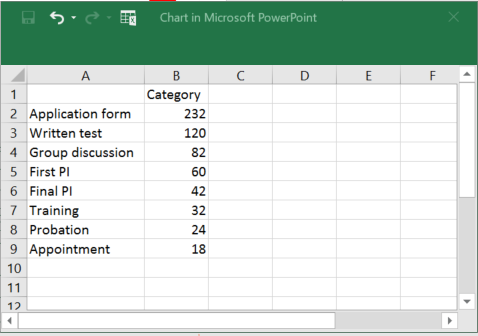 Chart in Microsoft PowerPoint
A B C D E F
1 Category
2 Application form 232
3 Written test 120
4 Group discussion 82
5 First PI 60
6 Final PI 42
7 Training 32
8 Probation 24
9 Appointment 18
10
11
12